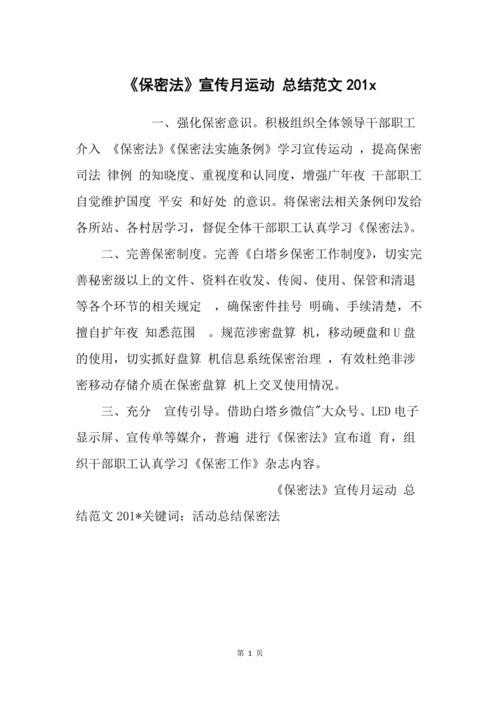 《保密法》宣传月运动 总结范文201x
一、强化保密意识。积极组织全体领导干部职工
介入 《保密法》《保密法实施条例》学习宣传运动 ，提高保密
司法 律例 的知晓度、重视度和认同度，增强广年夜 干部职工
自觉维护国度 平安 和好处 的意识。将保密法相关条例印发给
各所站、各村居学习，督促全体干部职工认真学习《保密法》。
二、完善保密制度。完善《白塔乡保密工作制度》，切实完
善秘密级以上的文件、资料在收发、传阅、使用、保管和清退
等各个环节的相关规定 ，确保密件挂号 明确、手续清楚，不
擅自扩年夜 知悉范围 。规范涉密盘算 机，移动硬盘和U盘
的使用，切实抓好盘算 机信息系统保密治理 ，有效杜绝非涉
密移动存储介质在保密盘算 机上交叉使用情况。
三、充分 宣传引导。借助白塔乡微信"大众号、LED电子
显示屏、宣传单等媒介，普遍 进行《保密法》宣布道 育，组
织干部职工认真学习《保密工作》杂志内容。
《保密法》宣传月运动 总
结范文201*关键词：活动总结保密法
第 1 页